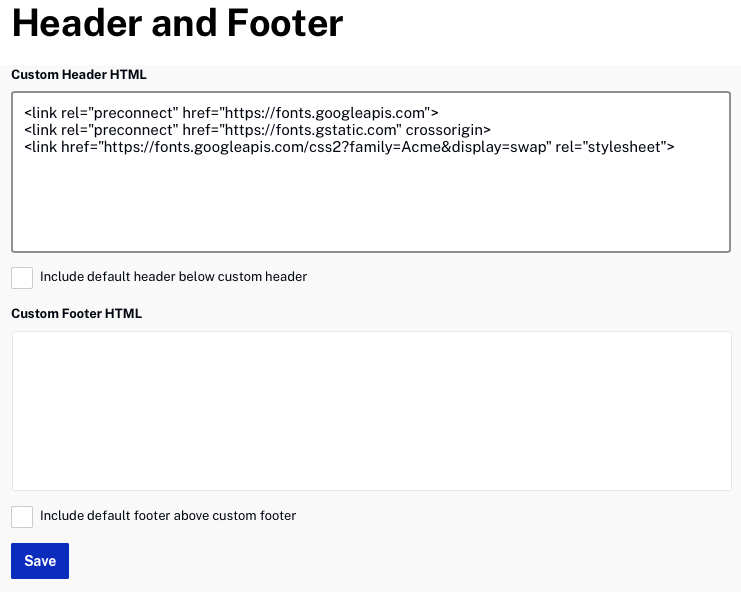 Header and Footer
Custom Header HTML
<link rel="preconnect" href="https://fonts.googleapis.com">
<link rel="preconnect" href="https://fonts.gstatic.com" crossorigin>
<link href="https://fonts.googleapis.com/css2?family=Acme&display=swap" rel="stylesheet">
Include default header below custom header
Custom Footer HTML
Include default footer above custom footer
Save